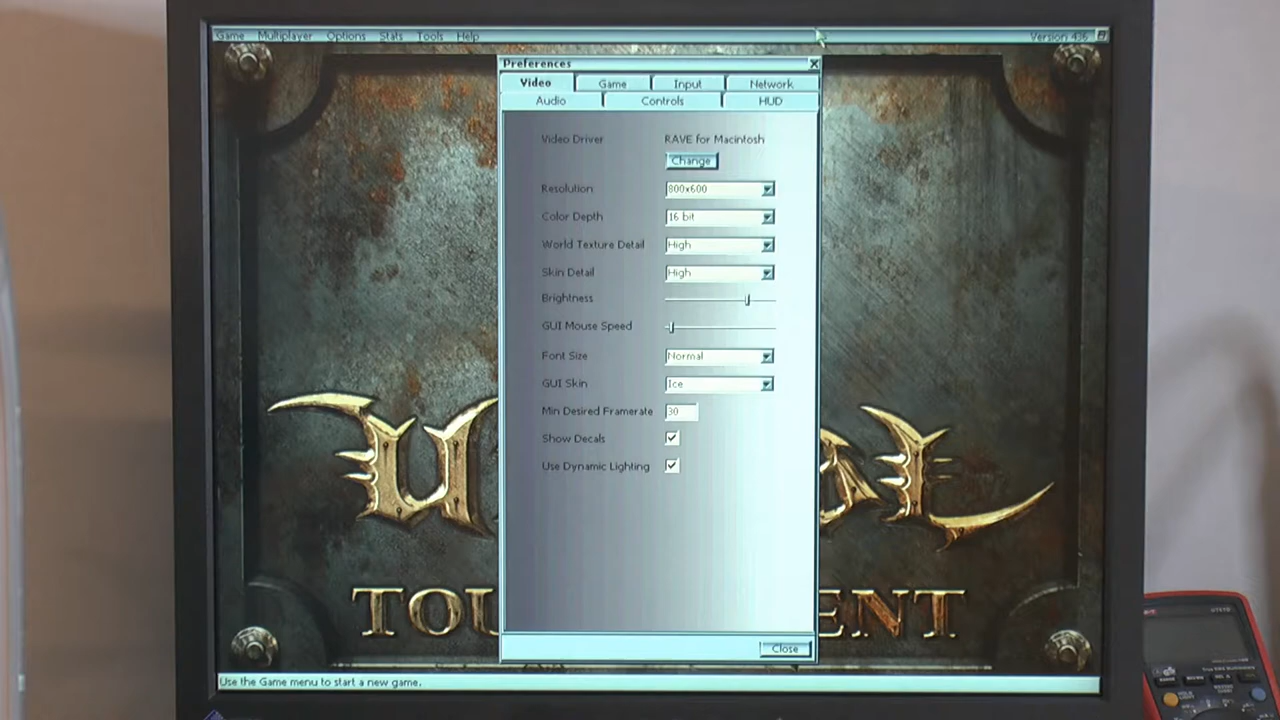 Game Multiplayer Options Stats Tools Help Version 436
Preferences
Video Game Input Network
Audio Controls HUD
Video Driver RAVE for Macintosh
Change
Resolution 800x600
Color Depth 16 bit
World Texture Detail High
Skin Detail High
Brightness
GUI Mouse Speed
Font Size Normal
GUI Skin Ice
Min Desired Framerate 30
Show Decals
Use Dynamic Lighting
Close
Use the Game menu to start a new game.